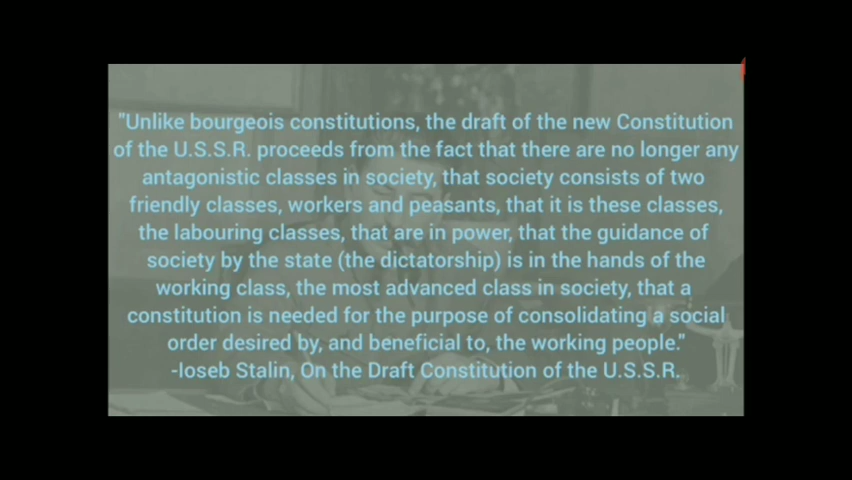 "Unlike bourgeois constitutions, the draft of the new Constitution
of the U.S.S.R. proceeds from the fact that there are no longer any
antagonistic classes in society, that society consists of two
friendly classes, workers and peasants, that it is these classes,
the labouring classes, that are in power, that the guidance of
society by the state (the dictatorship) is in the hands of the
working class, the most advanced class in society, that a
constitution is needed for the purpose of consolidating a social
order desired by, and beneficial to, the working people."
-Ioseb Stalin, On the Draft Constitution of the U.S.S.R.